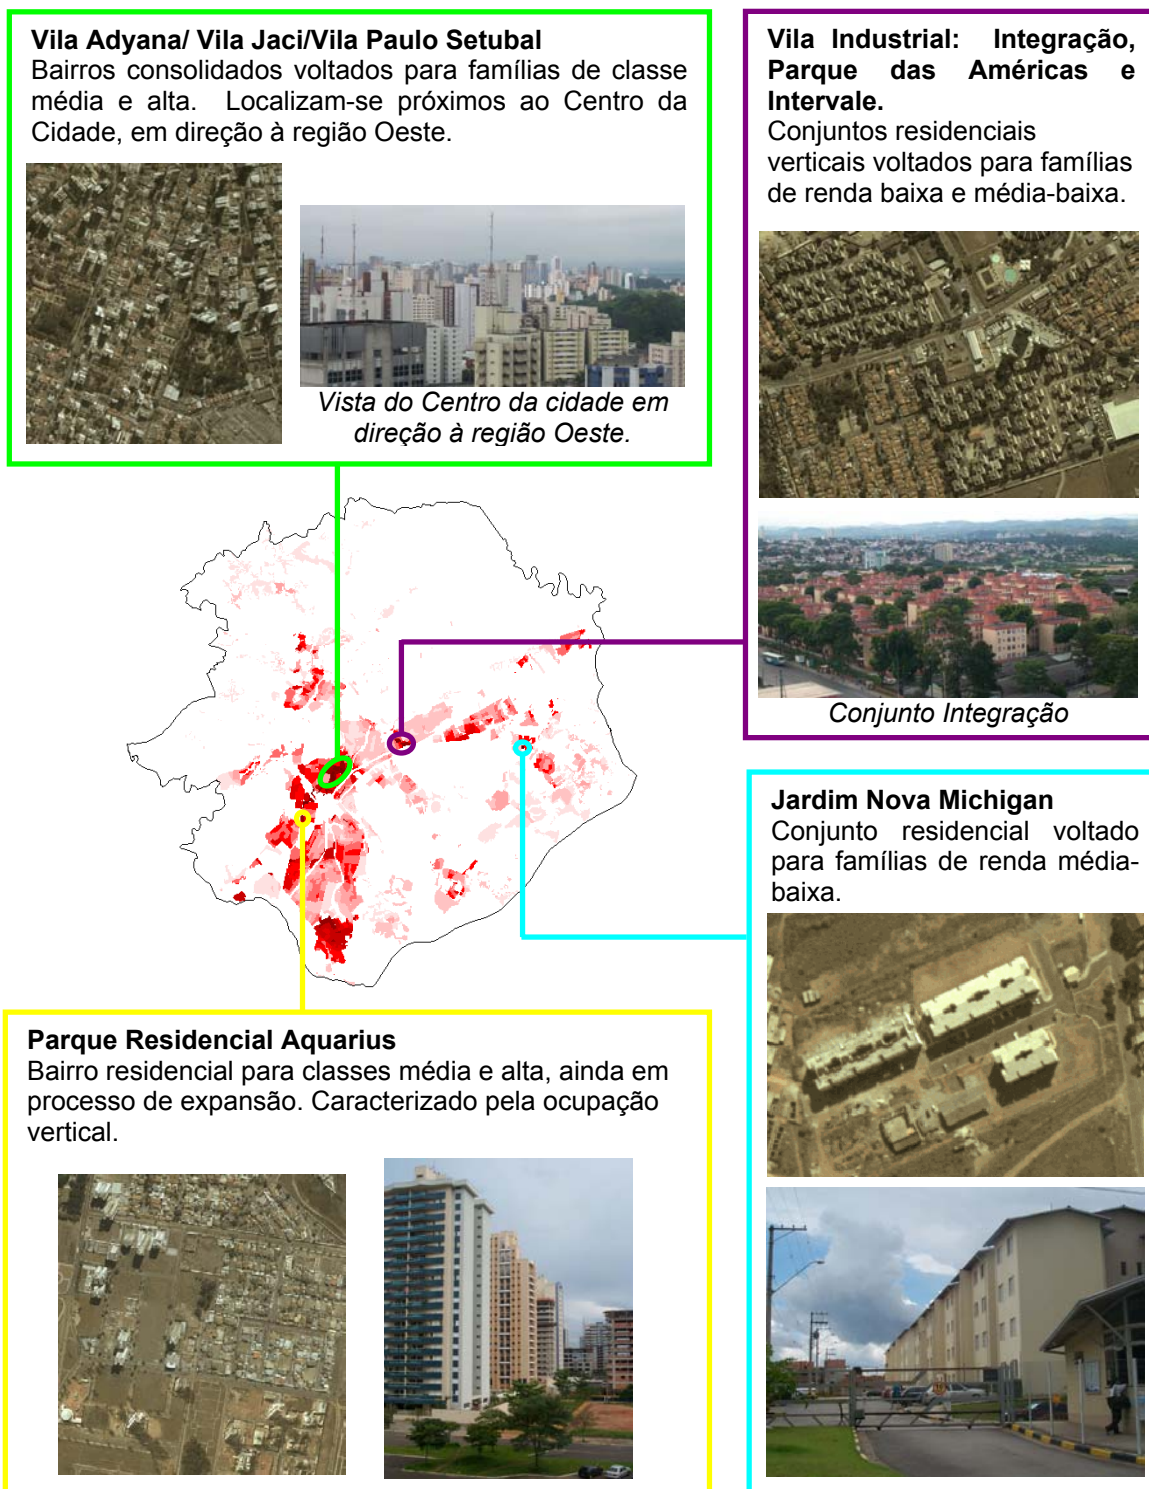 Vila Adyana/ Vila Jaci/Vila Paulo Setubal
Bairros consolidados voltados para famílias de classe
média e alta. Localizam-se próximos ao Centro da
Cidade, em direção à região Oeste.
Vista do Centro da cidade em
direção à região Oeste.
Vila Industrial: Integração,
Parque das Américas e
Intervale.
Conjuntos residenciais
verticais voltados para famílias
de renda baixa e média-baixa.
Conjunto Integração
Jardim Nova Michigan
Conjunto residencial voltado
para famílias de renda média-
baixa.
Parque Residencial Aquarius
Bairro residencial para classes média e alta, ainda em
processo de expansão. Caracterizado pela ocupação
vertical.